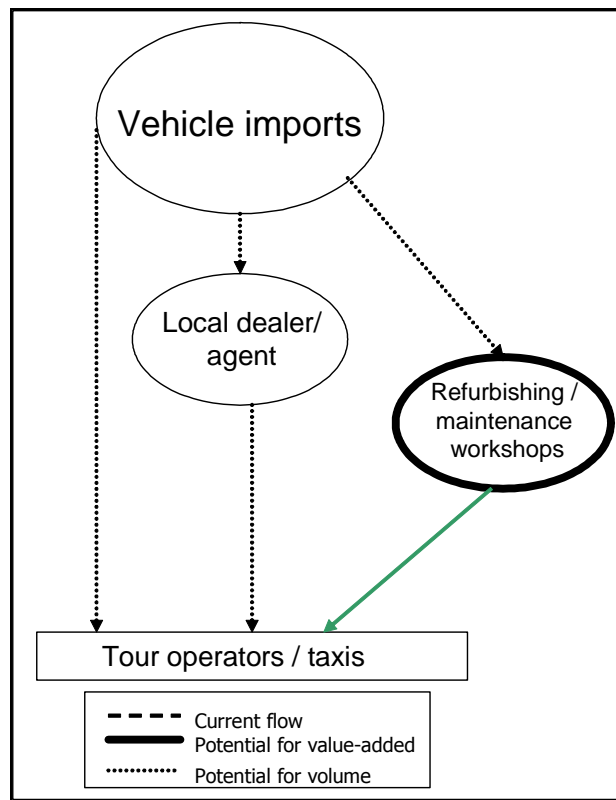 Vehicle imports
Local dealer/
agent
Refurbishing /
maintenance
workshops
Tour operators / taxis
Current flow
Potential for value-added
Potential for volume